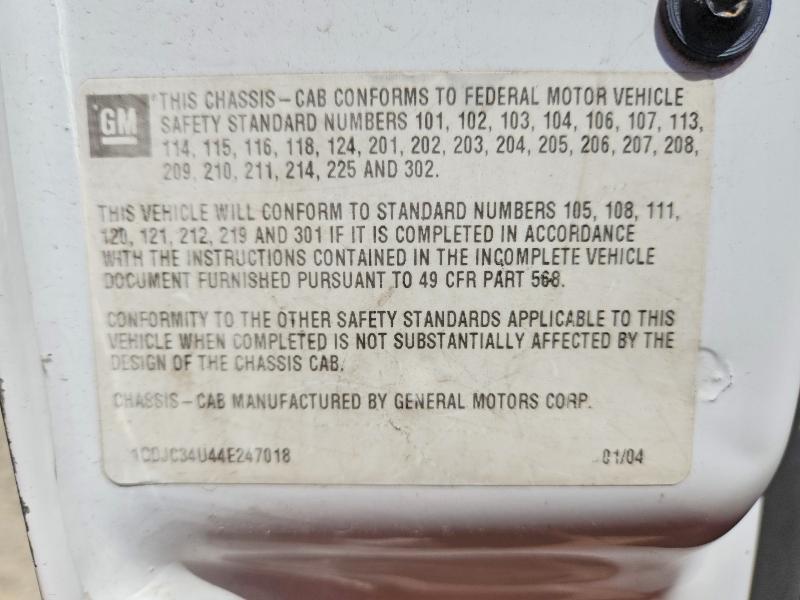 GM
THIS CHASSIS-CAB CONFORMS TO FEDERAL MOTOR VEHICLE
SAFETY STANDARD NUMBERS 101, 102, 103, 104, 106, 107, 113,
114, 115, 116, 118, 124, 201, 202, 203, 204, 205, 206, 207, 208,
209, 210, 211, 214, 225 AND 302.
THIS VEHICLE WILL CONFORM TO STANDARD NUMBERS 105, 108, 111,
120, 121, 212, 219 AND 301 IF IT IS COMPLETED IN ACCORDANCE
WITH THE INSTRUCTIONS CONTAINED IN THE INCOMPLETE VEHICLE
DOCUMENT FURNISHED PURSUANT TO 49 CFR PART 568.
CONFORMITY TO THE OTHER SAFETY STANDARDS APPLICABLE TO THIS
VEHICLE WHEN COMPLETED IS NOT SUBSTANTIALLY AFFECTED BY THE
DESIGN OF THE CHASSIS CAB.
CHASSIS-CAB MANUFACTURED BY GENERAL MOTORS CORP.
1GDJC34U44E247018 01/04